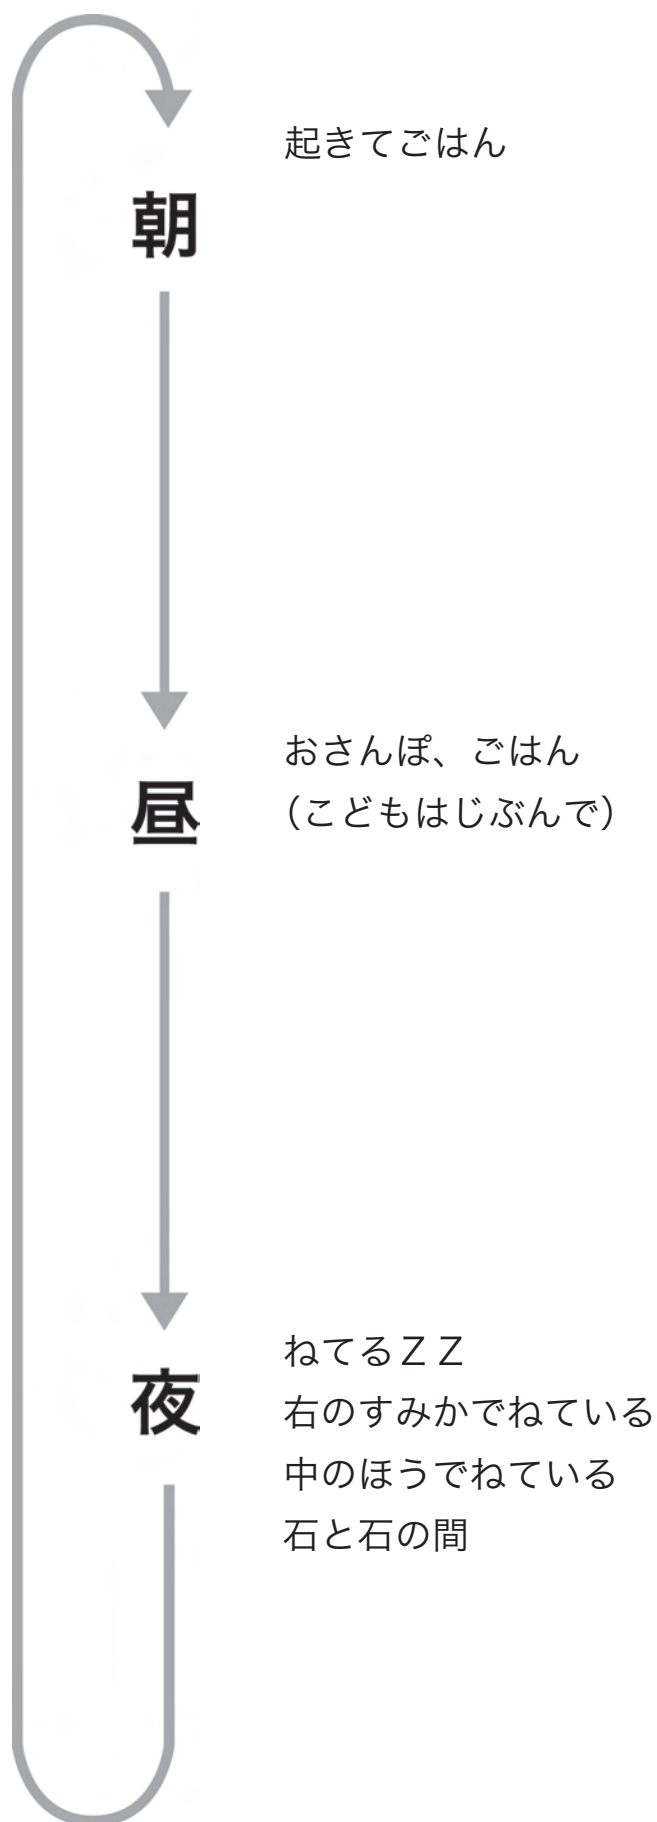 起きてごはん
朝
おさんぽ、ごはん
昼
（こどもはじぶんで）
ねてるＺＺ
右のすみかでねている
夜
中のほうでねている
石と石の間